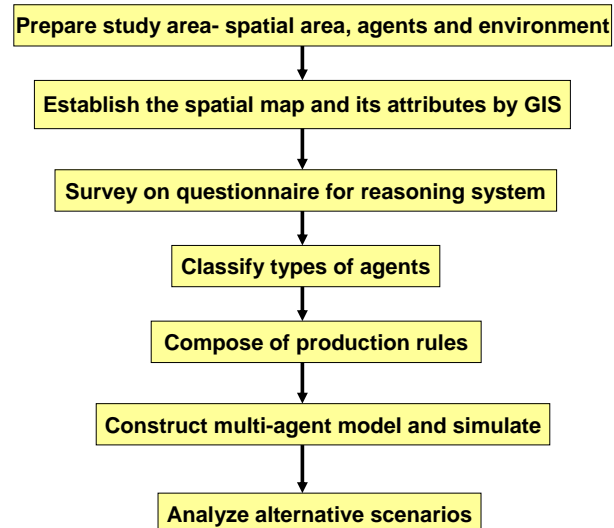 Prepare study area- spatial area, agents and environment
Establish the spatial map and its attributes by GIS
Survey on questionnaire for reasoning system
Classify types of agents
Compose of production rules
Construct multi-agent model and simulate
Analyze alternative scenarios